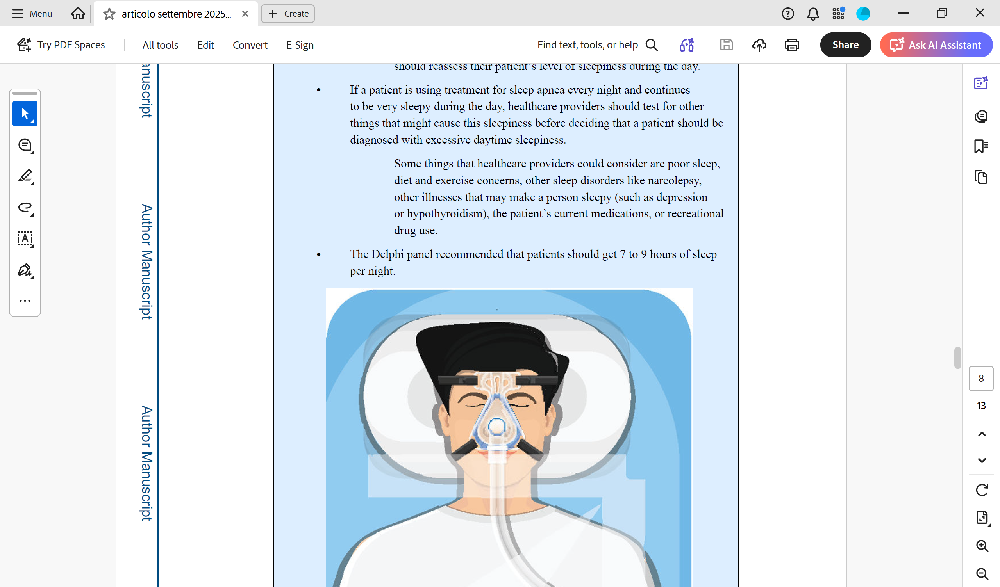 Menu
articolo settembre 2025...
Create
Try PDF Spaces
All tools
Edit
Convert
E-Sign
Find text, tools, or help
Share
Ask AI Assistant
anuscript
Author Manuscript
Author Manuscript
should reassess their patient’s level of sleepiness during the day.
• If a patient is using treatment for sleep apnea every night and continues
to be very sleepy during the day, healthcare providers should test for other
things that might cause this sleepiness before deciding that a patient should be
diagnosed with excessive daytime sleepiness.
– Some things that healthcare providers could consider are poor sleep,
diet and exercise concerns, other sleep disorders like narcolepsy,
other illnesses that may make a person sleepy (such as depression
or hypothyroidism), the patient’s current medications, or recreational
drug use.
• The Delphi panel recommended that patients should get 7 to 9 hours of sleep
per night.
8
13